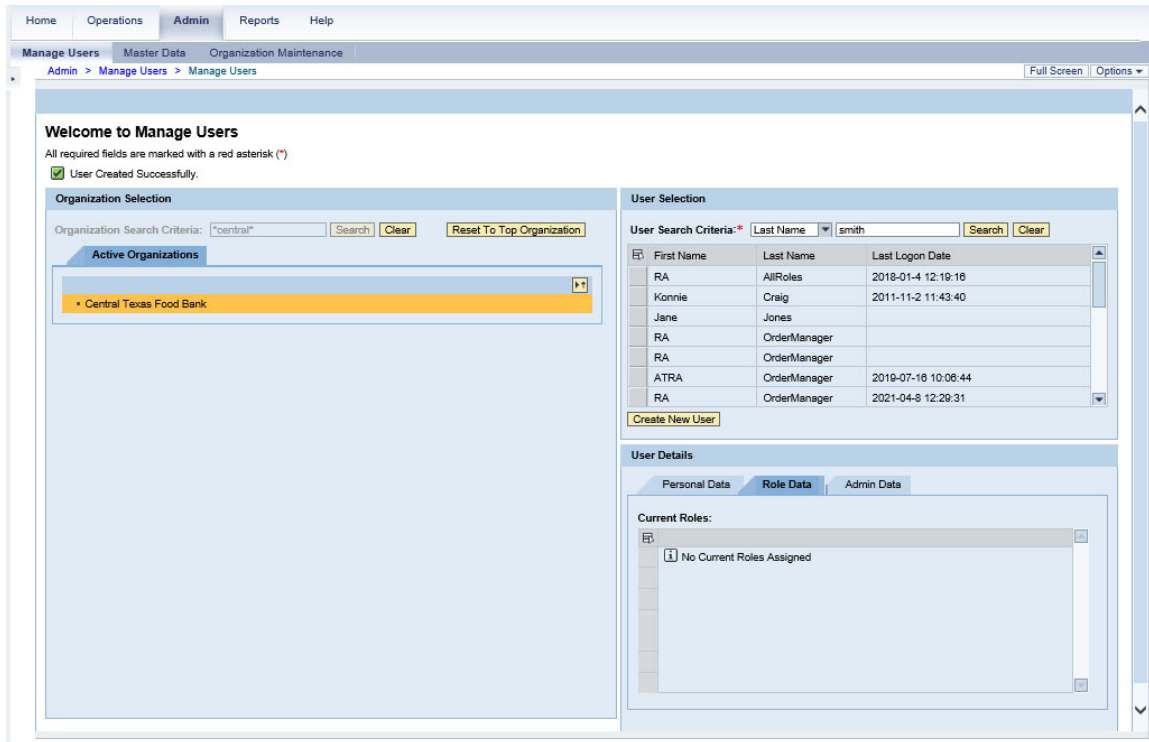 Home Operations Admin Reports Help
Manage Users Master Data Organization Maintenance
Admin > Manage Users > Manage Users Full Screen Options
Welcome to Manage Users
All required fields are marked with a red asterisk (*)
User Created Successfully.
Organization Selection
Organization Search Criteria: *central* Search Clear Reset To Top Organization
Active Organizations
Central Texas Food Bank
User Selection
User Search Criteria:* Last Name smith Search Clear
First Name Last Name Last Logon Date
RA AllRoles 2018-01-4 12:19:16
Konnie Craig 2011-11-2 11:43:40
Jane Jones
RA OrderManager
RA OrderManager
ATRA OrderManager 2019-07-16 10:06:44
RA OrderManager 2021-04-8 12:29:31
Create New User
User Details
Personal Data Role Data Admin Data
Current Roles:
No Current Roles Assigned